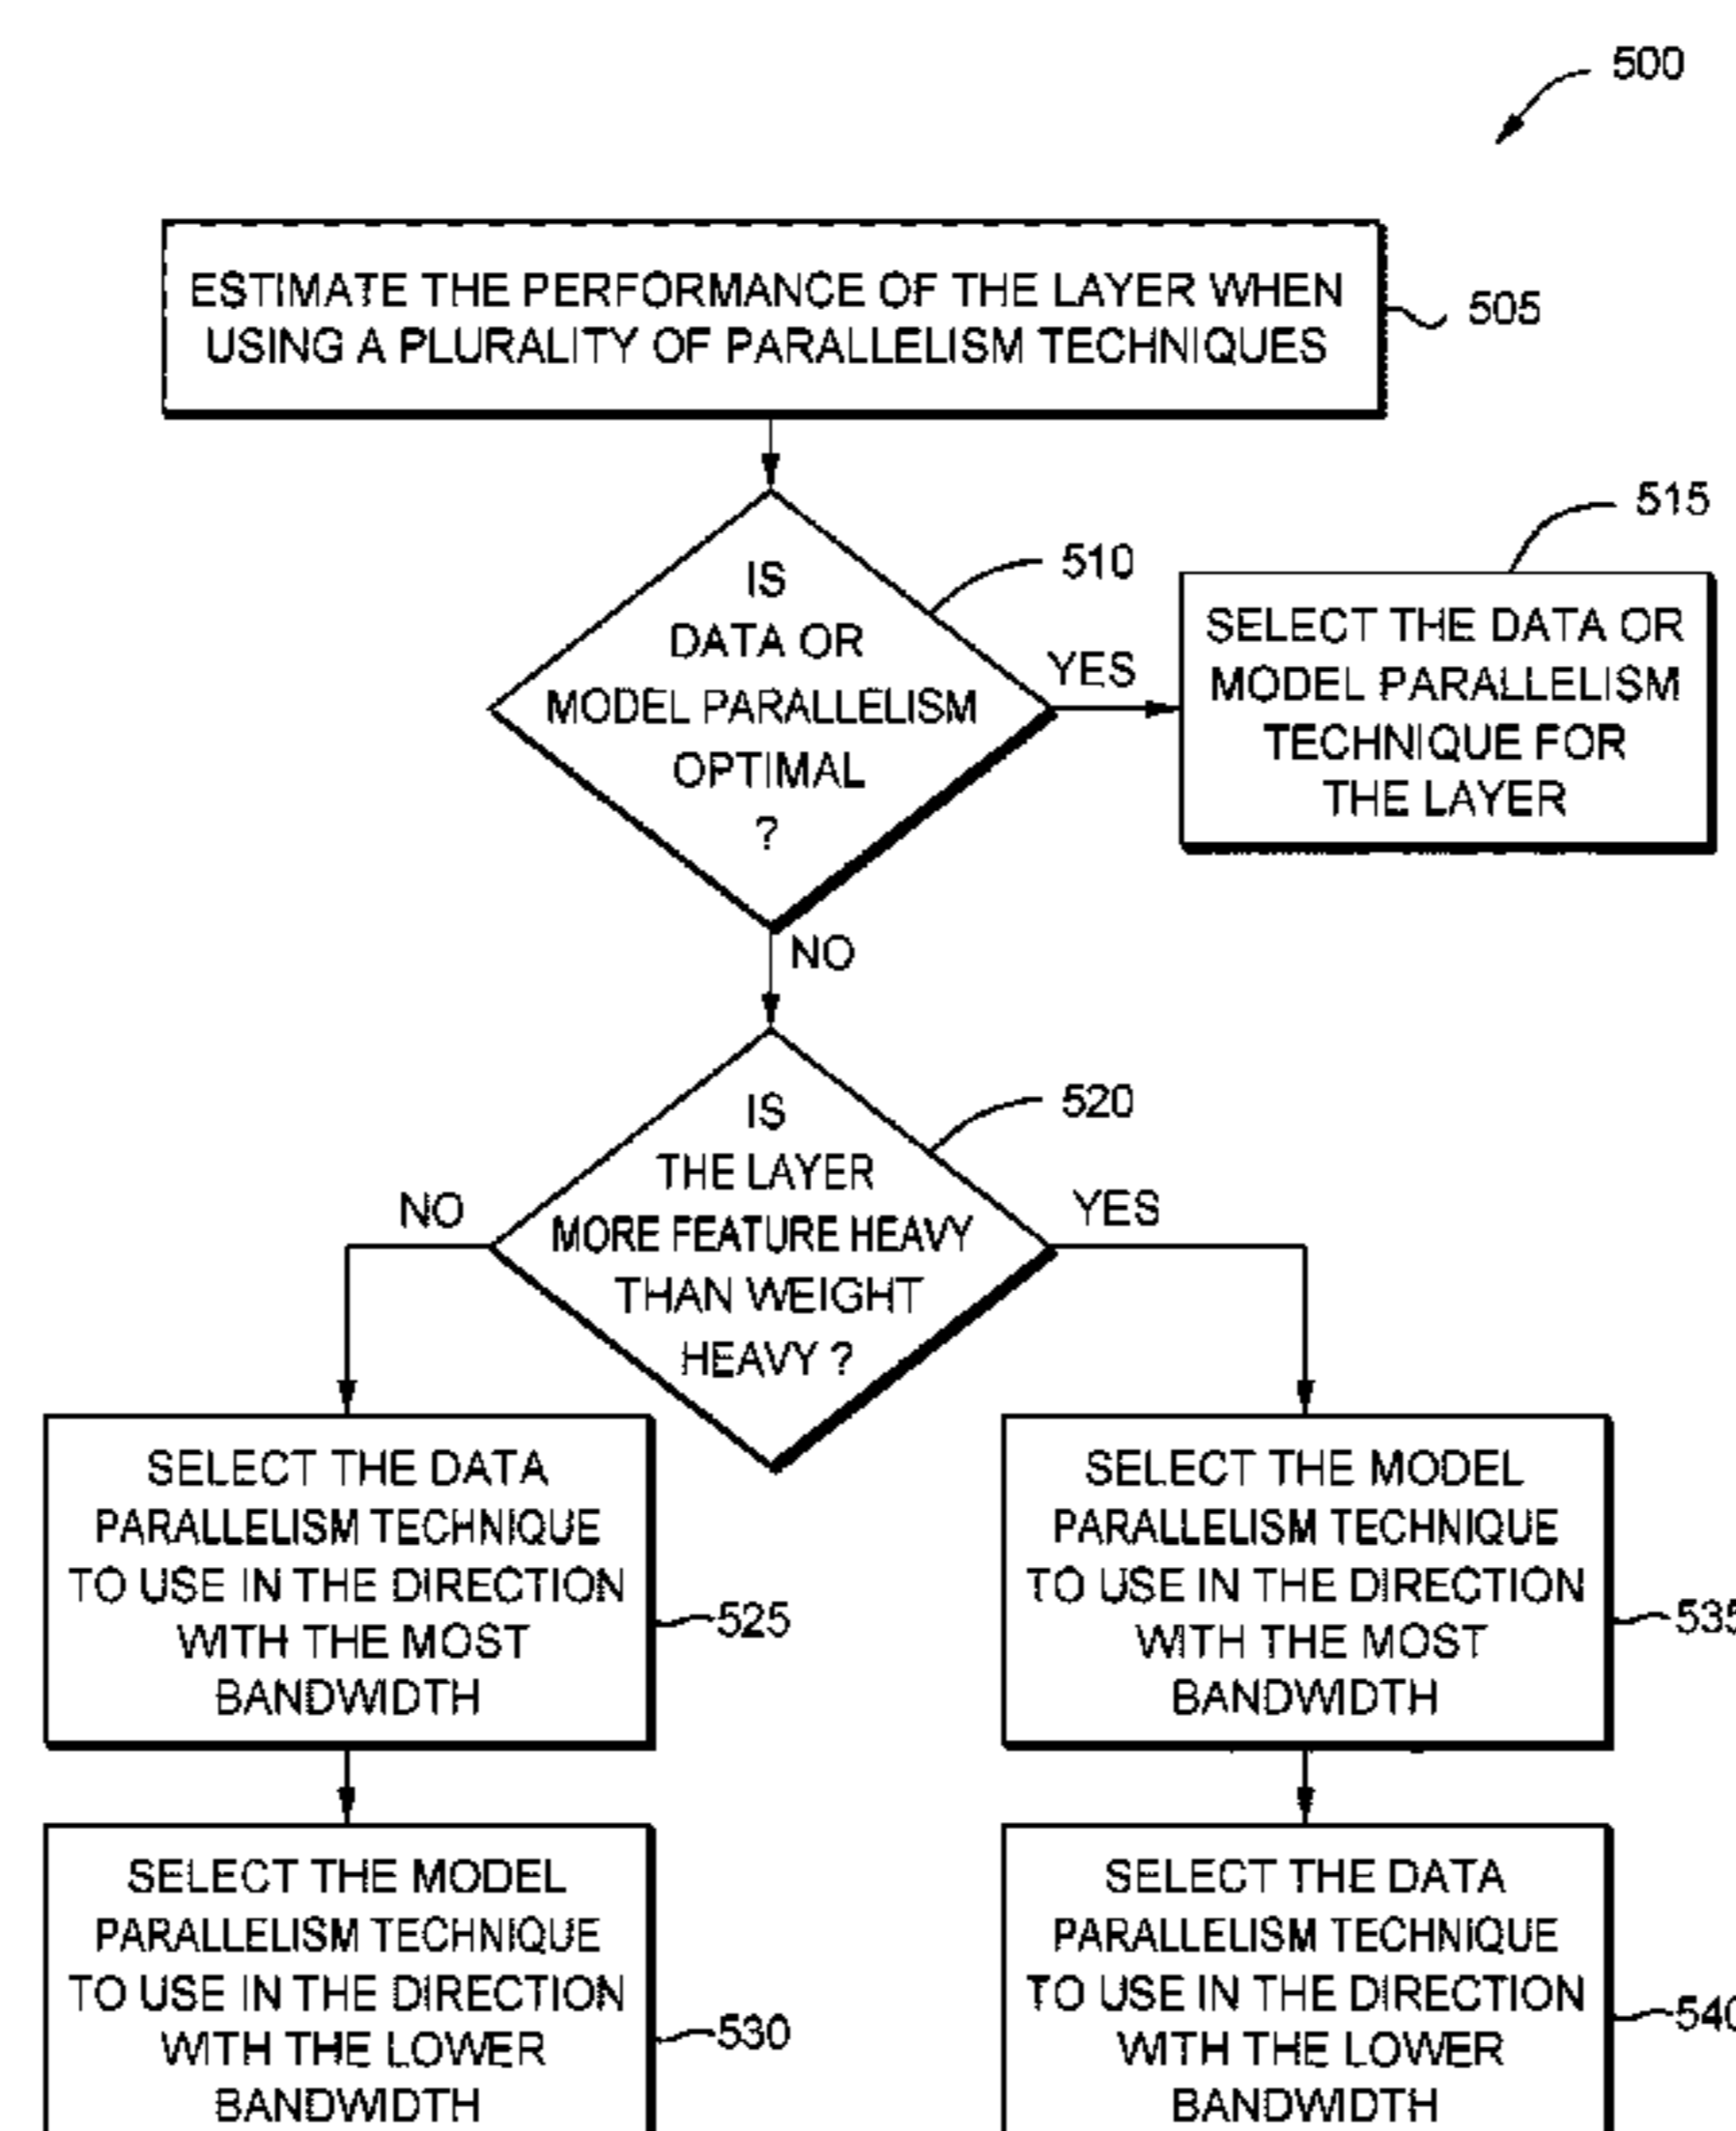 500
ESTIMATE THE PERFORMANCE OF THE LAYER WHEN
USING A PLURALITY OF PARALLELISM TECHNIQUES
505
IS
DATA OR
MODEL PARALLELISM
OPTIMAL
?
510
YES
515
SELECT THE DATA OR
MODEL PARALLELISM
TECHNIQUE FOR
THE LAYER
NO
IS
THE LAYER
MORE FEATURE HEAVY
THAN WEIGHT
HEAVY ?
520
NO
YES
SELECT THE DATA
PARALLELISM TECHNIQUE
TO USE IN THE DIRECTION
WITH THE MOST
BANDWIDTH
525
SELECT THE MODEL
PARALLELISM TECHNIQUE
TO USE IN THE DIRECTION
WITH THE MOST
BANDWIDTH
535
SELECT THE MODEL
PARALLELISM TECHNIQUE
TO USE IN THE DIRECTION
WITH THE LOWER
BANDWIDTH
530
SELECT THE DATA
PARALLELISM TECHNIQUE
TO USE IN THE DIRECTION
WITH THE LOWER
BANDWIDTH
540